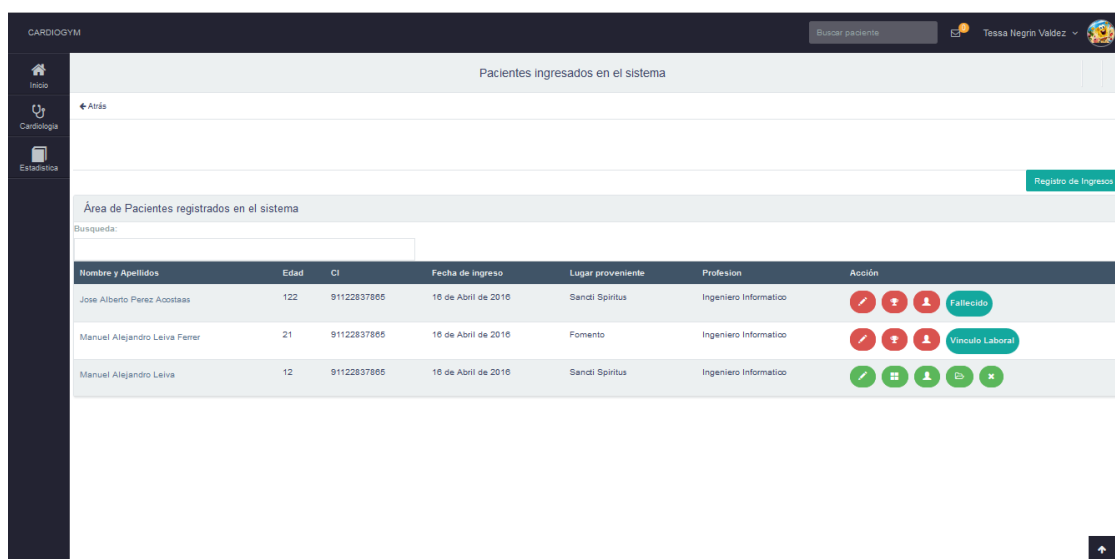 CARDIOGYM
Buscar paciente
0
Tessa Negrin Valdez
Inicio
Cardiologia
Estadistica
Pacientes ingresados en el sistema
Atrás
Registro de Ingresos
Área de Pacientes registrados en el sistema
Busqueda:
Nombre y Apellidos Edad CI Fecha de ingreso Lugar proveniente Profesion Acción
Jose Alberto Perez Acostaas 122 91122837865 16 de Abril de 2016 Sancti Spiritus Ingeniero Informatico Fallecido
Manuel Alejandro Leiva Ferrer 21 91122837865 16 de Abril de 2016 Fomento Ingeniero Informatico Vinculo Laboral
Manuel Alejandro Leiva 12 91122837865 16 de Abril de 2016 Sancti Spiritus Ingeniero Informatico